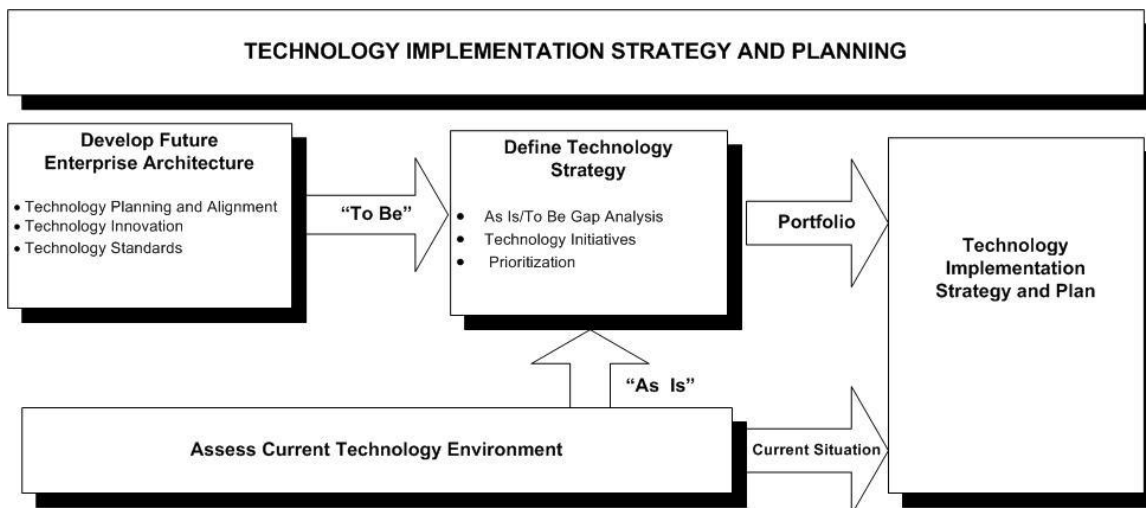 TECHNOLOGY IMPLEMENTATION STRATEGY AND PLANNING
Develop Future
Enterprise Architecture
• Technology Planning and Alignment
• Technology Innovation
• Technology Standards
“To Be”
Define Technology
Strategy
• As Is/To Be Gap Analysis
• Technology Initiatives
• Prioritization
Portfolio
Technology
Implementation
Strategy and Plan
“As Is”
Assess Current Technology Environment
Current Situation